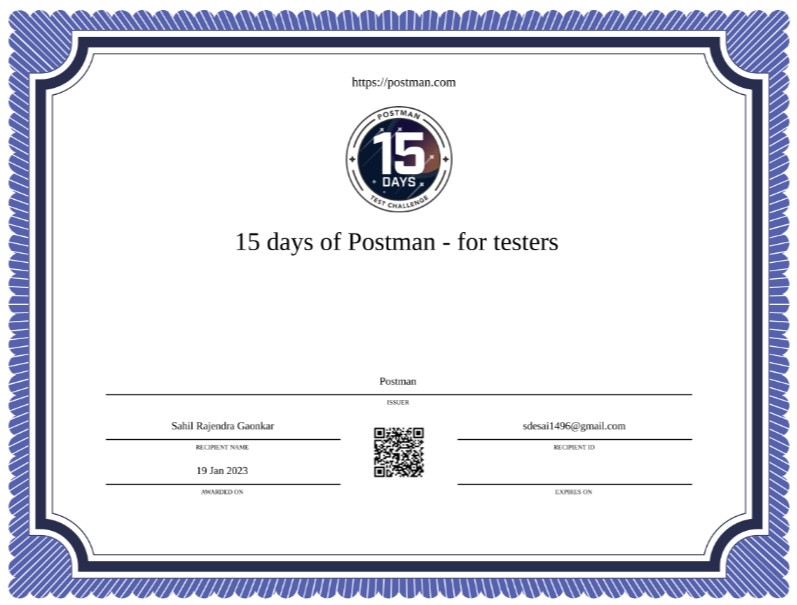 https://postman.com
POSTMAN
15
DAYS
TEST CHALLENGE
15 days of Postman - for testers
Postman
ISSUER
Sahil Rajendra Gaonkar
sdesai1496@gmail.com
RECIPIENT NAME
RECIPIENT ID
19 Jan 2023
AWARDED ON
EXPIRES ON